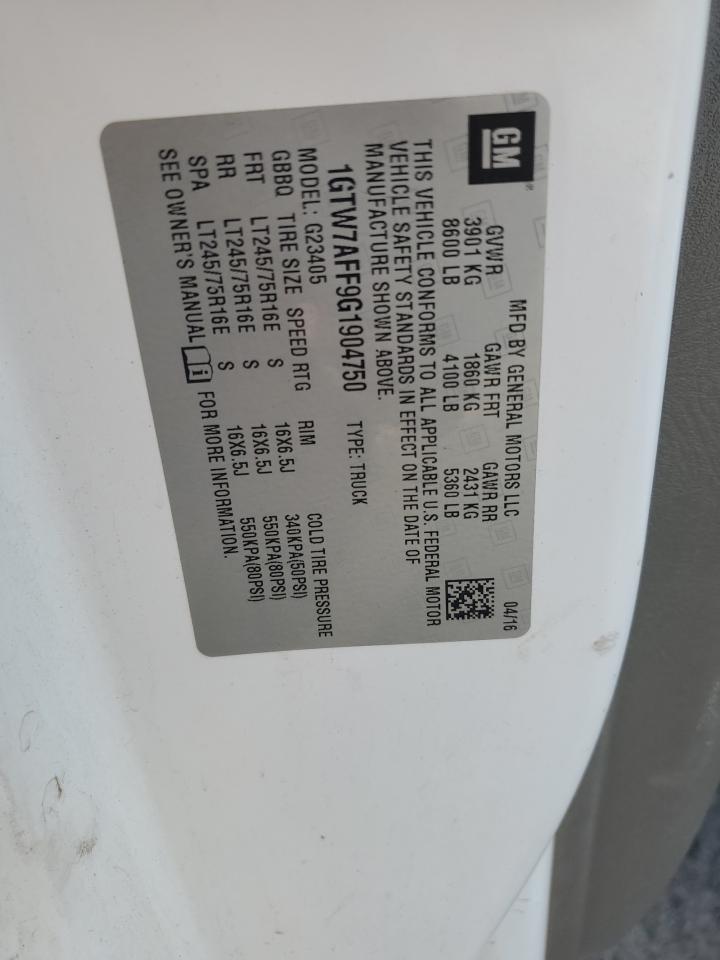 GM®
MFD BY GENERAL MOTORS LLC 04/16
GVWR GAWR FRT GAWR RR
3901 KG 1860 KG 2431 KG
8600 LB 4100 LB 5360 LB
THIS VEHICLE CONFORMS TO ALL APPLICABLE U.S. FEDERAL MOTOR
VEHICLE SAFETY STANDARDS IN EFFECT ON THE DATE OF
MANUFACTURE SHOWN ABOVE.
1GTW7AFF9G1904750 TYPE: TRUCK
MODEL: G23405
GBBQ TIRE SIZE SPEED RTG RIM COLD TIRE PRESSURE
FRT LT245/75R16E S 16X6.5J 340KPA(50PSI)
RR LT245/75R16E S 16X6.5J 550KPA(80PSI)
SPA LT245/75R16E S 16X6.5J 550KPA(80PSI)
SEE OWNER'S MANUAL i FOR MORE INFORMATION.